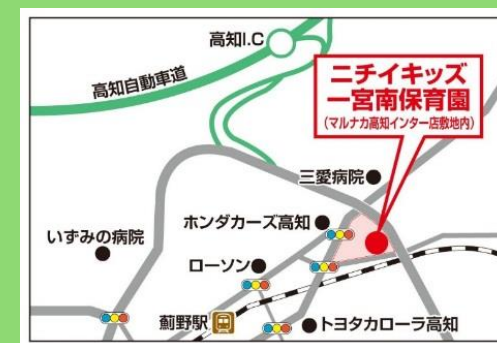 高知I.C
高知自動車道
ニチイキッズ
一宮南保育園
(マルナカ高知インター店敷地内)
三愛病院
ホンダカーズ高知
いずみの病院
ローソン
薊野駅
トヨタカローラ高知